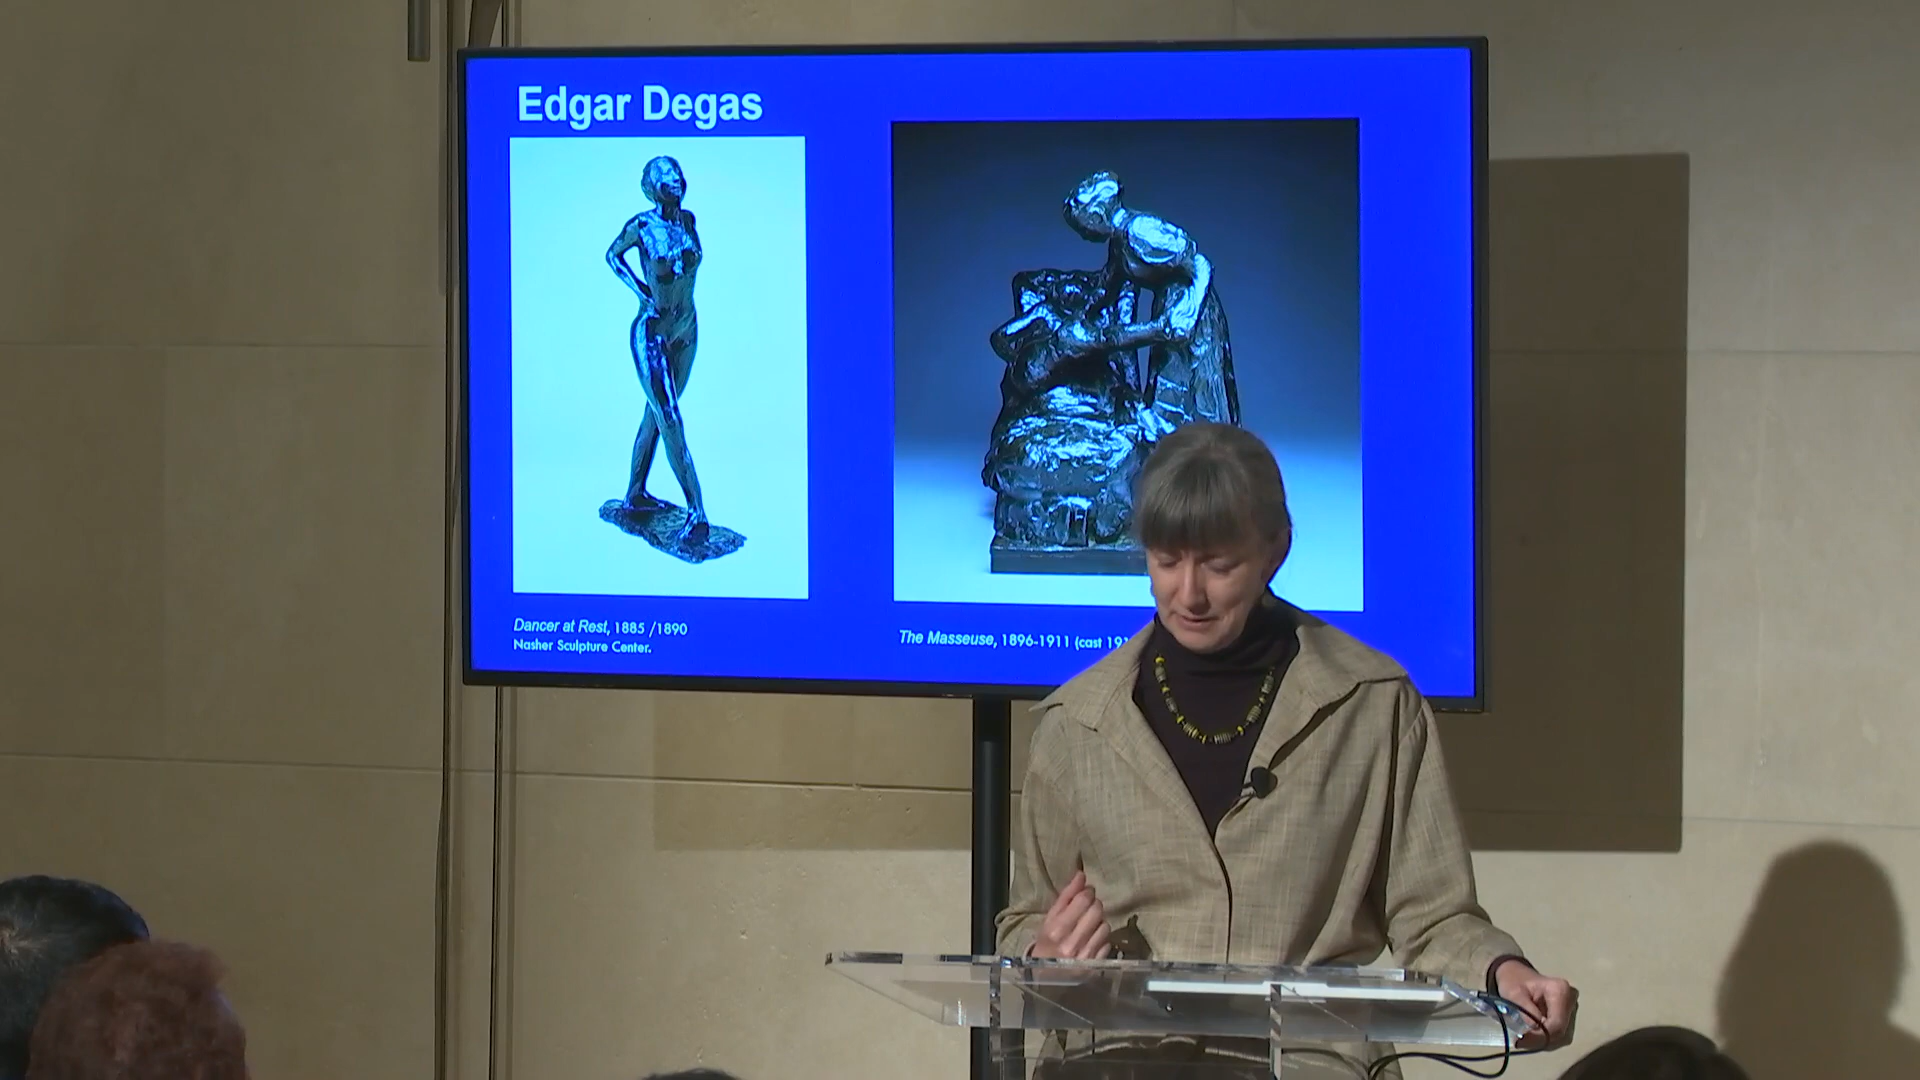 Edgar Degas
Dancer at Rest, 1885 /1890
Nasher Sculpture Center.
The Masseuse, 1896-1911 (cast